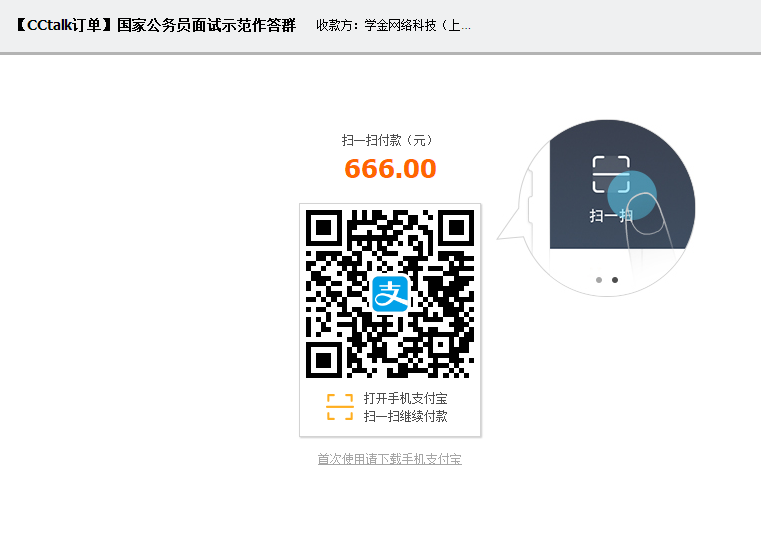 【CCtalk订单】国家公务员面试示范作答群 收款方：学金网络科技（上...
扫一扫付款（元）
666.00
扫一扫
支
打开手机支付宝
扫一扫继续付款
首次使用请下载手机支付宝